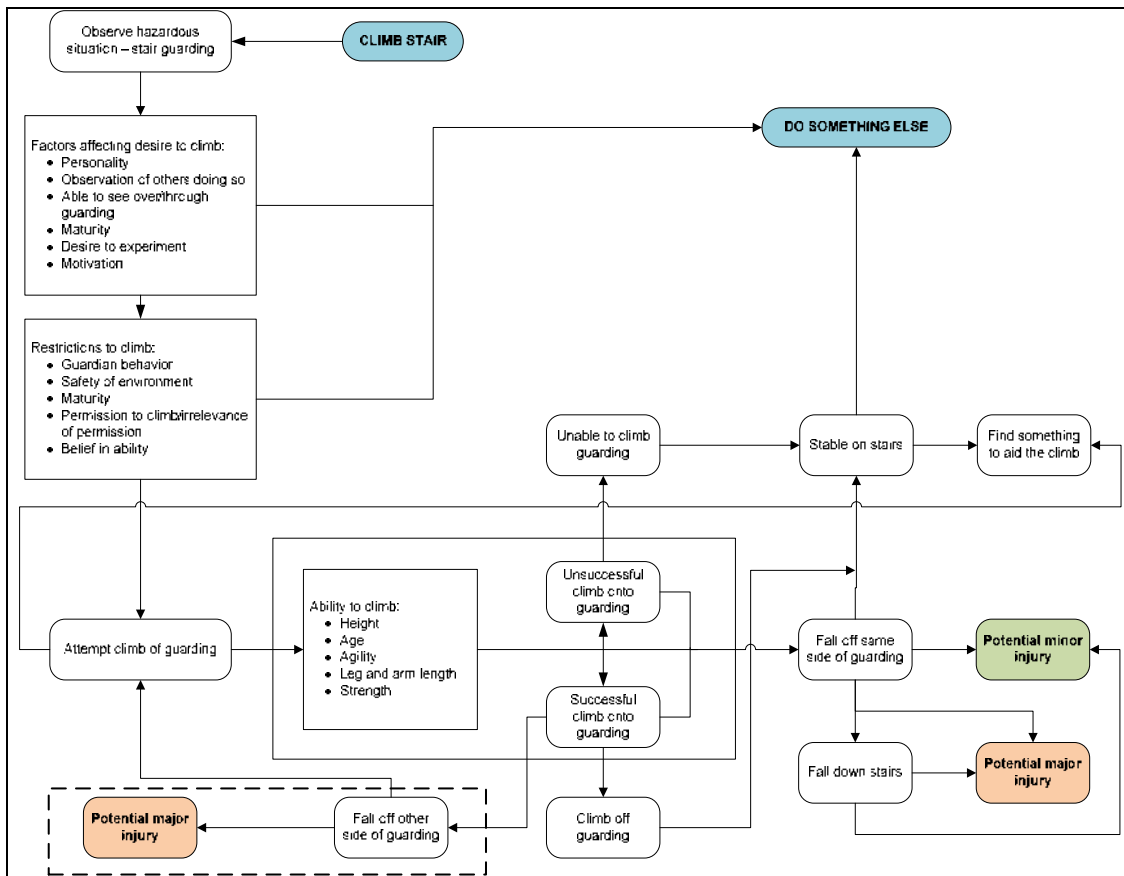 Observe hazardous
situation – stair guarding
CLIMB STAIR
DO SOMETHING ELSE
Factors affecting desire to climb:
• Personality
• Observation of others doing so
• Able to see over/through
guarding
• Maturity
• Desire to experiment
• Motivation
Restrictions to climb:
• Guardian behavior
• Safety of environment
• Maturity
• Permission to climb/irrelevance
of permission
• Belief in ability
Unable to climb
guarding
Stable on stairs
Find something
to aid the climb
Attempt climb of guarding
Ability to climb:
• Height
• Age
• Agility
• Leg and arm length
• Strength
Unsuccessful
climb onto
guarding
Successful
climb onto
guarding
Fall off same
side of guarding
Potential minor
injury
Fall down stairs
Potential major
injury
Potential major
injury
Fall off other
side of guarding
Climb off
guarding